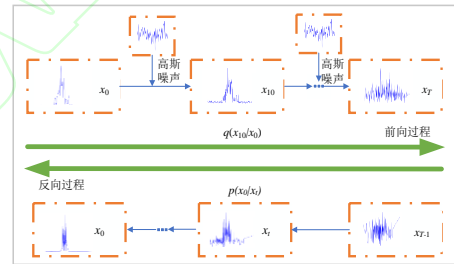 高斯
噪声
高斯
噪声
x0
x10
xT
q(x10/x0)
前向过程
反向过程
p(x0/xt)
x0
xt
xT-1